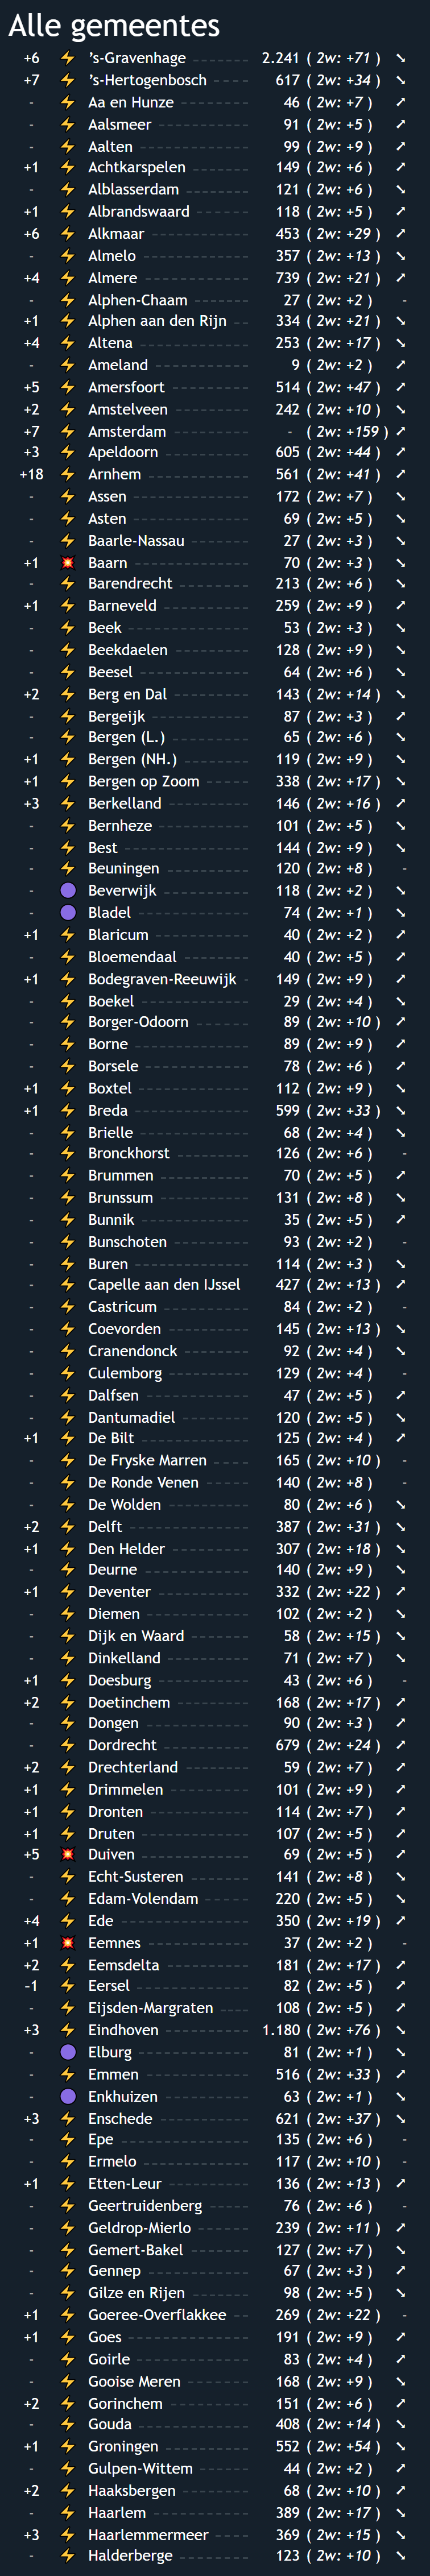 Alle gemeentes
+6 ⚡ ’s-Gravenhage 2.241 ( 2w: +71 ) ↘
+7 ⚡ ’s-Hertogenbosch 617 ( 2w: +34 ) ↘
- ⚡ Aa en Hunze 46 ( 2w: +7 ) ↗
- ⚡ Aalsmeer 91 ( 2w: +5 ) ↗
- ⚡ Aalten 99 ( 2w: +9 ) ↗
+1 ⚡ Achtkarspelen 149 ( 2w: +6 ) ↘
- ⚡ Alblasserdam 121 ( 2w: +6 ) ↘
+1 ⚡ Albrandswaard 118 ( 2w: +5 ) ↗
+6 ⚡ Alkmaar 453 ( 2w: +29 ) ↗
- ⚡ Almelo 357 ( 2w: +13 ) ↘
+4 ⚡ Almere 739 ( 2w: +21 ) ↗
- ⚡ Alphen-Chaam 27 ( 2w: +2 ) -
+1 ⚡ Alphen aan den Rijn 334 ( 2w: +21 ) ↘
+4 ⚡ Altena 253 ( 2w: +17 ) ↘
- ⚡ Ameland 9 ( 2w: +2 ) ↗
+5 ⚡ Amersfoort 514 ( 2w: +47 ) ↗
+2 ⚡ Amstelveen 242 ( 2w: +10 ) ↘
+7 ⚡ Amsterdam - ( 2w: +159 ) ↗
+3 ⚡ Apeldoorn 605 ( 2w: +44 ) ↗
+18 ⚡ Arnhem 561 ( 2w: +41 ) ↗
- ⚡ Assen 172 ( 2w: +7 ) ↘
- ⚡ Asten 69 ( 2w: +5 ) ↘
- ⚡ Baarle-Nassau 27 ( 2w: +3 ) ↘
+1 💥 Baarn 70 ( 2w: +3 ) ↘
- ⚡ Barendrecht 213 ( 2w: +6 ) ↘
+1 ⚡ Barneveld 259 ( 2w: +9 ) ↗
- ⚡ Beek 53 ( 2w: +3 ) ↘
- ⚡ Beekdaelen 128 ( 2w: +9 ) ↘
- ⚡ Beesel 64 ( 2w: +6 ) ↘
+2 ⚡ Berg en Dal 143 ( 2w: +14 ) ↘
- ⚡ Bergeijk 87 ( 2w: +3 ) ↗
- ⚡ Bergen (L.) 65 ( 2w: +6 ) ↘
+1 ⚡ Bergen (NH.) 119 ( 2w: +9 ) ↘
+1 ⚡ Bergen op Zoom 338 ( 2w: +17 ) ↘
+3 ⚡ Berkelland 146 ( 2w: +16 ) ↗
- ⚡ Bernheze 101 ( 2w: +5 ) ↘
- ⚡ Best 144 ( 2w: +9 ) ↘
- ⚡ Beuningen 120 ( 2w: +8 ) -
- 🟣 Beverwijk 118 ( 2w: +2 ) ↘
- 🟣 Bladel 74 ( 2w: +1 ) ↘
+1 ⚡ Blaricum 40 ( 2w: +2 ) ↗
- ⚡ Bloemendaal 40 ( 2w: +5 ) ↗
+1 ⚡ Bodegraven-Reeuwijk 149 ( 2w: +9 ) ↗
- ⚡ Boekel 29 ( 2w: +4 ) ↘
- ⚡ Borger-Odoorn 89 ( 2w: +10 ) ↗
- ⚡ Borne 89 ( 2w: +9 ) ↗
- ⚡ Borsele 78 ( 2w: +6 ) ↗
+1 ⚡ Boxtel 112 ( 2w: +9 ) ↘
+1 ⚡ Breda 599 ( 2w: +33 ) ↘
- ⚡ Brielle 68 ( 2w: +4 ) ↘
- ⚡ Bronckhorst 126 ( 2w: +6 ) -
- ⚡ Brummen 70 ( 2w: +5 ) ↗
- ⚡ Brunssum 131 ( 2w: +8 ) ↘
- ⚡ Bunnik 35 ( 2w: +5 ) ↗
- ⚡ Bunschoten 93 ( 2w: +2 ) -
- ⚡ Buren 114 ( 2w: +3 ) ↘
- ⚡ Capelle aan den IJssel 427 ( 2w: +13 ) ↗
- ⚡ Castricum 84 ( 2w: +2 ) -
- ⚡ Coevorden 145 ( 2w: +13 ) ↘
- ⚡ Cranendonck 92 ( 2w: +4 ) ↘
- ⚡ Culemborg 129 ( 2w: +4 ) -
- ⚡ Dalfsen 47 ( 2w: +5 ) ↗
- ⚡ Dantumadiel 120 ( 2w: +5 ) ↘
+1 ⚡ De Bilt 125 ( 2w: +4 ) ↗
- ⚡ De Fryske Marren 165 ( 2w: +10 ) -
- ⚡ De Ronde Venen 140 ( 2w: +8 ) -
- ⚡ De Wolden 80 ( 2w: +6 ) ↘
+2 ⚡ Delft 387 ( 2w: +31 ) ↘
+1 ⚡ Den Helder 307 ( 2w: +18 ) ↘
- ⚡ Deurne 140 ( 2w: +9 ) ↘
+1 ⚡ Deventer 332 ( 2w: +22 ) ↗
- ⚡ Diemen 102 ( 2w: +2 ) ↘
- ⚡ Dijk en Waard 58 ( 2w: +15 ) ↘
- ⚡ Dinkelland 71 ( 2w: +7 ) ↘
+1 ⚡ Doesburg 43 ( 2w: +6 ) -
+2 ⚡ Doetinchem 168 ( 2w: +17 ) ↗
- ⚡ Dongen 90 ( 2w: +3 ) ↗
- ⚡ Dordrecht 679 ( 2w: +24 ) ↗
+2 ⚡ Drechterland 59 ( 2w: +7 ) ↗
+1 ⚡ Drimmelen 101 ( 2w: +9 ) ↗
+1 ⚡ Dronten 114 ( 2w: +7 ) ↗
+1 ⚡ Druten 107 ( 2w: +5 ) ↘
+5 💥 Duiven 69 ( 2w: +5 ) ↗
- ⚡ Echt-Susteren 141 ( 2w: +8 ) ↘
- ⚡ Edam-Volendam 220 ( 2w: +5 ) ↘
+4 ⚡ Ede 350 ( 2w: +19 ) ↗
+1 💥 Eemnes 37 ( 2w: +2 ) -
+2 ⚡ Eemsdelta 181 ( 2w: +17 ) ↗
-1 ⚡ Eersel 82 ( 2w: +5 ) ↗
- ⚡ Eijsden-Margraten 108 ( 2w: +5 ) ↗
+3 ⚡ Eindhoven 1.180 ( 2w: +76 ) ↘
- 🟣 Elburg 81 ( 2w: +1 ) ↘
- ⚡ Emmen 516 ( 2w: +33 ) ↗
- 🟣 Enkhuizen 63 ( 2w: +1 ) ↘
+3 ⚡ Enschede 621 ( 2w: +37 ) ↘
- ⚡ Epe 135 ( 2w: +6 ) -
- ⚡ Ermelo 117 ( 2w: +10 ) -
+1 ⚡ Etten-Leur 136 ( 2w: +13 ) ↗
- ⚡ Geertruidenberg 76 ( 2w: +6 ) -
- ⚡ Geldrop-Mierlo 239 ( 2w: +11 ) ↗
- ⚡ Gemert-Bakel 127 ( 2w: +7 ) ↘
- ⚡ Gennep 67 ( 2w: +3 ) ↗
- ⚡ Gilze en Rijen 98 ( 2w: +5 ) ↘
+1 ⚡ Goeree-Overflakkee 269 ( 2w: +22 ) -
+1 ⚡ Goes 191 ( 2w: +9 ) ↗
- ⚡ Goirle 83 ( 2w: +4 ) ↗
- ⚡ Gooise Meren 168 ( 2w: +9 ) ↘
+2 ⚡ Gorinchem 151 ( 2w: +6 ) ↗
- ⚡ Gouda 408 ( 2w: +14 ) ↘
+1 ⚡ Groningen 552 ( 2w: +54 ) ↘
- ⚡ Gulpen-Wittem 44 ( 2w: +2 ) ↗
+2 ⚡ Haaksbergen 68 ( 2w: +10 ) ↗
- ⚡ Haarlem 389 ( 2w: +17 ) ↘
+3 ⚡ Haarlemmermeer 369 ( 2w: +15 ) ↘
- ⚡ Halderberge 123 ( 2w: +10 ) ↘